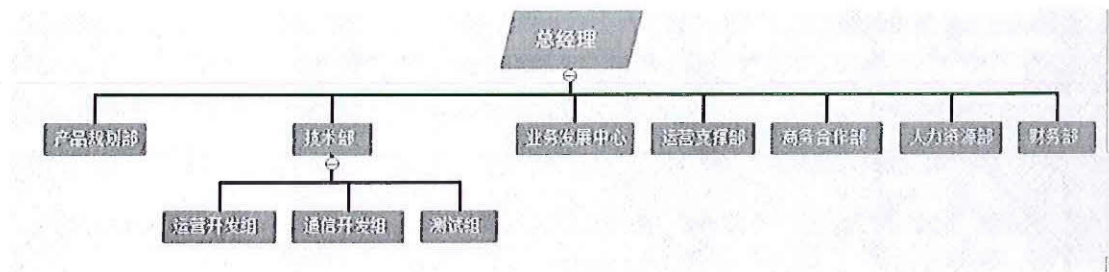 总经理
产品规划部 技术部 业务发展中心 运营支撑部 商务合作部 人力资源部 财务部
运营开发组 通信开发组 测试组